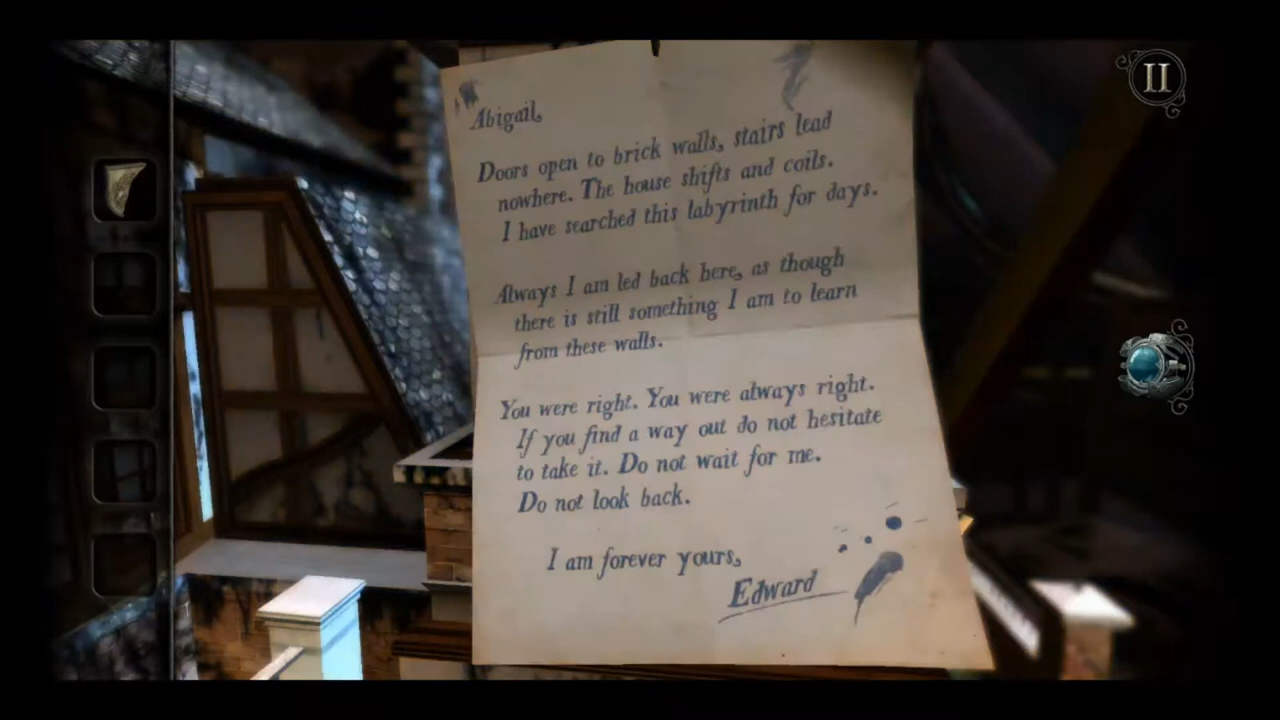 II
Abigail,
Doors open to brick walls, stairs lead
nowhere. The house shifts and coils.
I have searched this labyrinth for days.
Always I am led back here, as though
there is still something I am to learn
from these walls.
You were right. You were always right.
If you find a way out do not hesitate
to take it. Do not wait for me.
Do not look back.
I am forever yours,
Edward